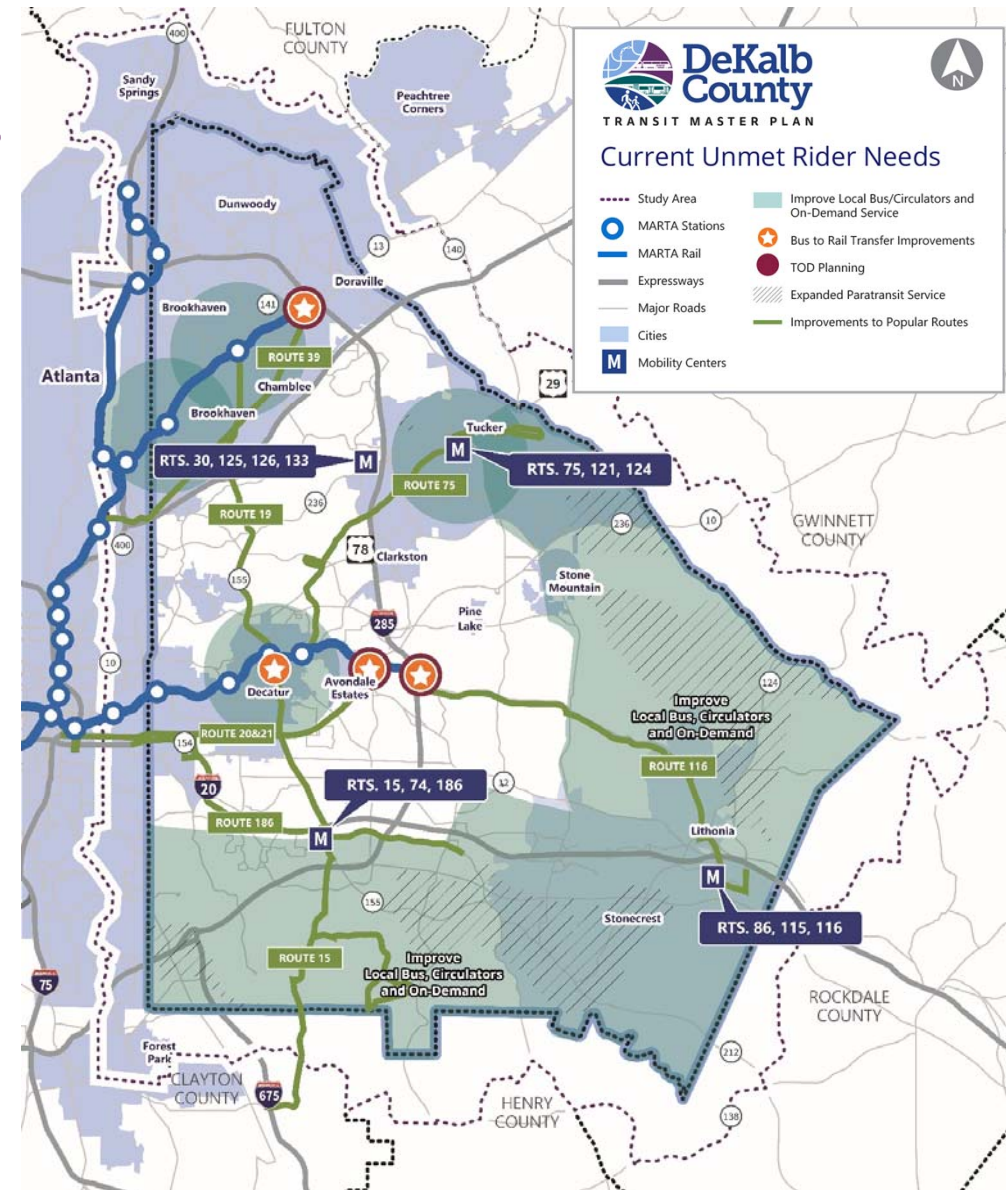 DeKalb
County
TRANSIT MASTER PLAN
N
Current Unmet Rider Needs
Study Area
MARTA Stations
MARTA Rail
Expressways
Major Roads
Cities
M Mobility Centers
Improve Local Bus/Circulators and
On-Demand Service
Bus to Rail Transfer Improvements
TOD Planning
Expanded Paratransit Service
Improvements to Popular Routes
FULTON
COUNTY
400
Sandy
Springs
Peachtree
Corners
Dunwoody
13
140
Doraville
Brookhaven
141
ROUTE 39
Atlanta
Chamblee
29
Brookhaven
Tucker
RTS. 30, 125, 126, 133
M
M
RTS. 75, 121, 124
ROUTE 75
236
ROUTE 19
236
10
GWINNETT
COUNTY
400
78
Clarkston
155
Stone
Mountain
Pine
Lake
285
10
Decatur
Avondale
Estates
124
Improve
Local Bus, Circulators
and On-Demand
ROUTE 20&21
154
ROUTE 116
20
RTS. 15, 74, 186
12
ROUTE 186
M
Lithonia
M
155
Stonecrest
RTS. 86, 115, 116
ROUTE 15
Improve
Local Bus, Circulators
and On-Demand
75
ROCKDALE
COUNTY
Forest
Park
CLAYTON
COUNTY
212
675
HENRY
COUNTY
138